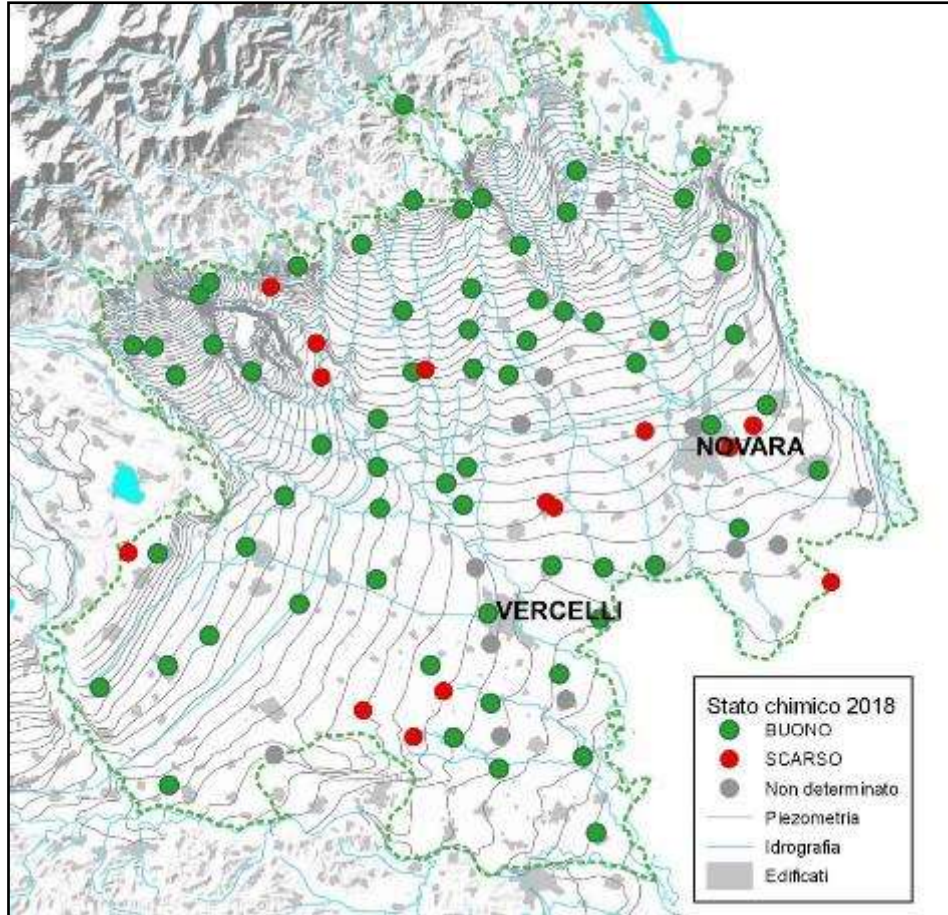 NOVARA
VERCELLI
Stato chimico 2018
BUONO
SCARSO
Non determinato
Piezometria
Idrografia
Edificati